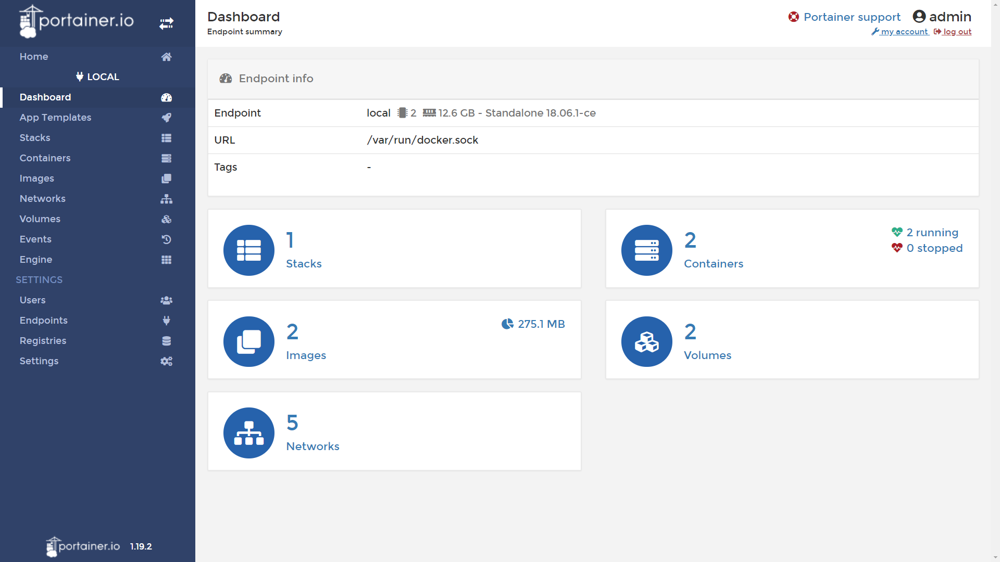 portainer.io
Home
LOCAL
Dashboard
App Templates
Stacks
Containers
Images
Networks
Volumes
Events
Engine
SETTINGS
Users
Endpoints
Registries
Settings
portainer.io 1.19.2
Dashboard
Endpoint summary
Portainer support admin
my account log out
Endpoint info
Endpoint local 2 12.6 GB - Standalone 18.06.1-ce
URL /var/run/docker.sock
Tags -
1
Stacks
2
Containers
2 running
0 stopped
2
Images
275.1 MB
2
Volumes
5
Networks